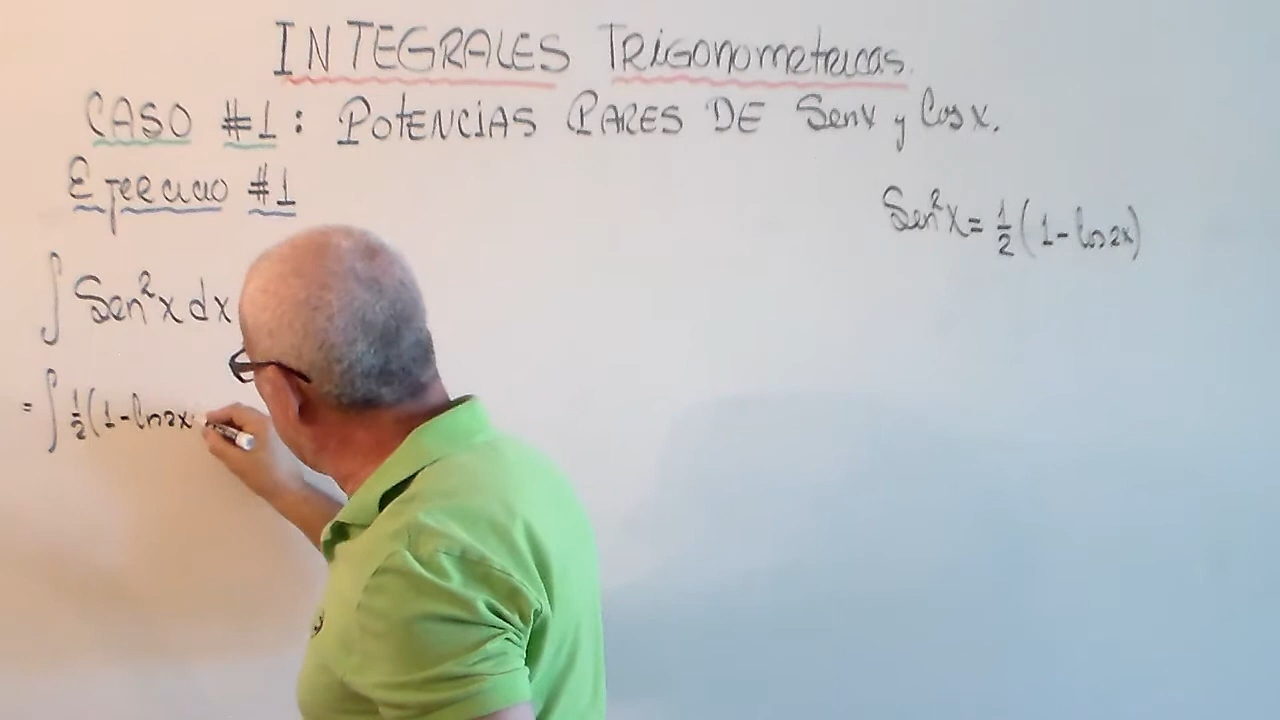 INTEGRALES TRIGONOMETRICAS.
CASO #1: POTENCIAS PARES DE Senx y Cosx.
Ejercicio #1
Sen²x = 1/2 (1 - Cos2x)
∫ Sen²x dx
= ∫ 1/2 (1 - Cos2x